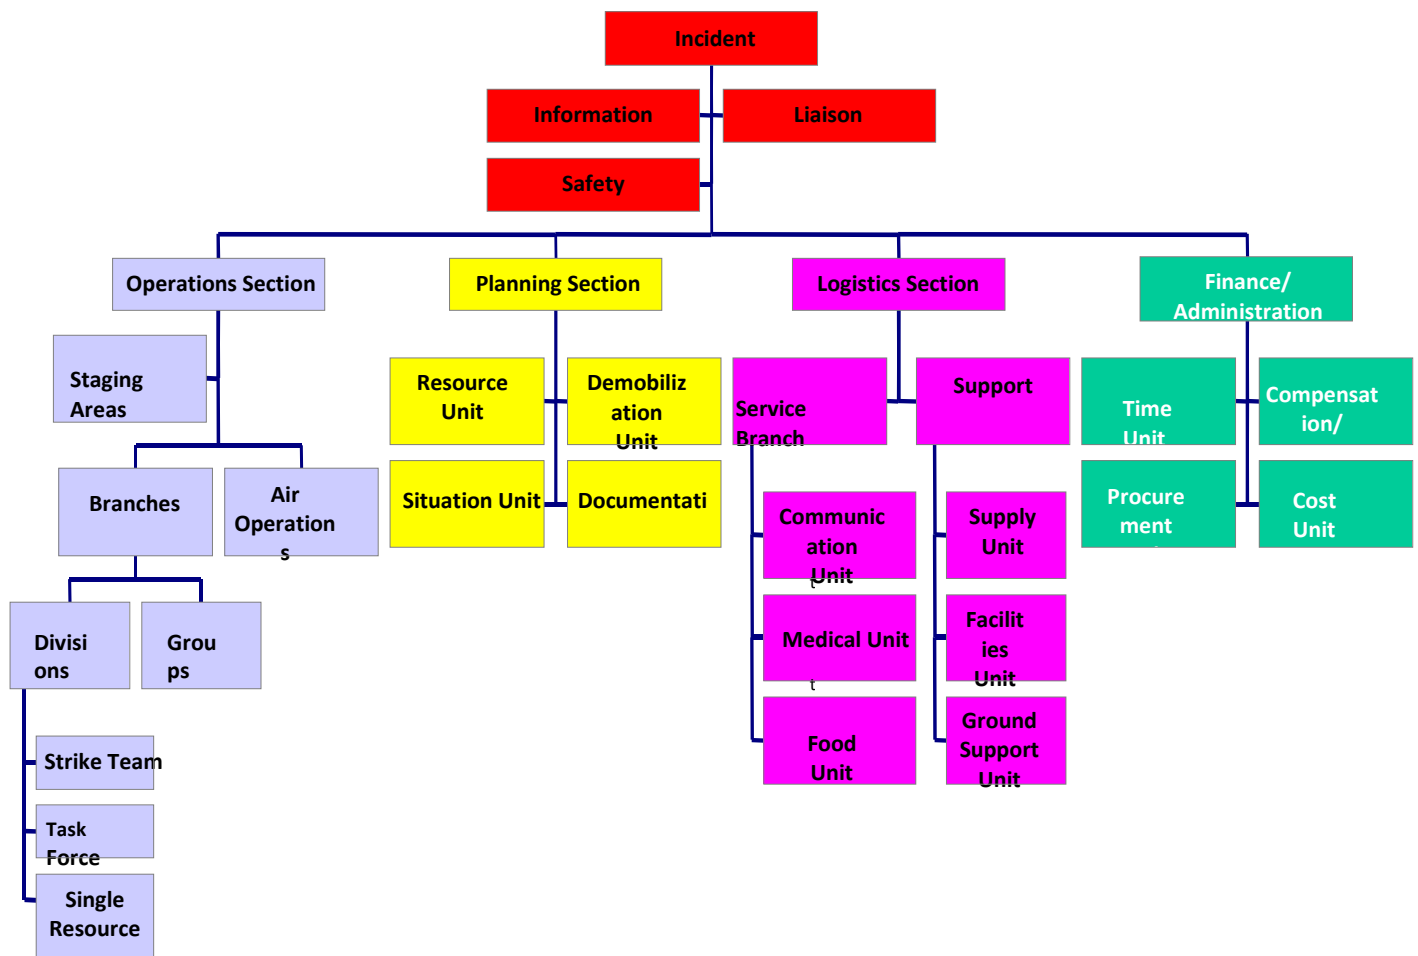 Incident
Information
Liaison
Safety
Operations Section
Planning Section
Logistics Section
Finance/
Administration
Staging
Areas
Resource
Unit
Demobiliz
ation
Unit
Service
Branch
Support
Time
Unit
Compensat
ion/
Branches
Air
Operation
s
Situation Unit
Documentati
Communic
ation
Unit
t
Supply
Unit
Procure
ment
Cost
Unit
Divisi
ons
Grou
ps
Medical Unit
t
Facilit
ies
Unit
Strike Team
Food
Unit
Ground
Support
Unit
Task
Force
Single
Resource